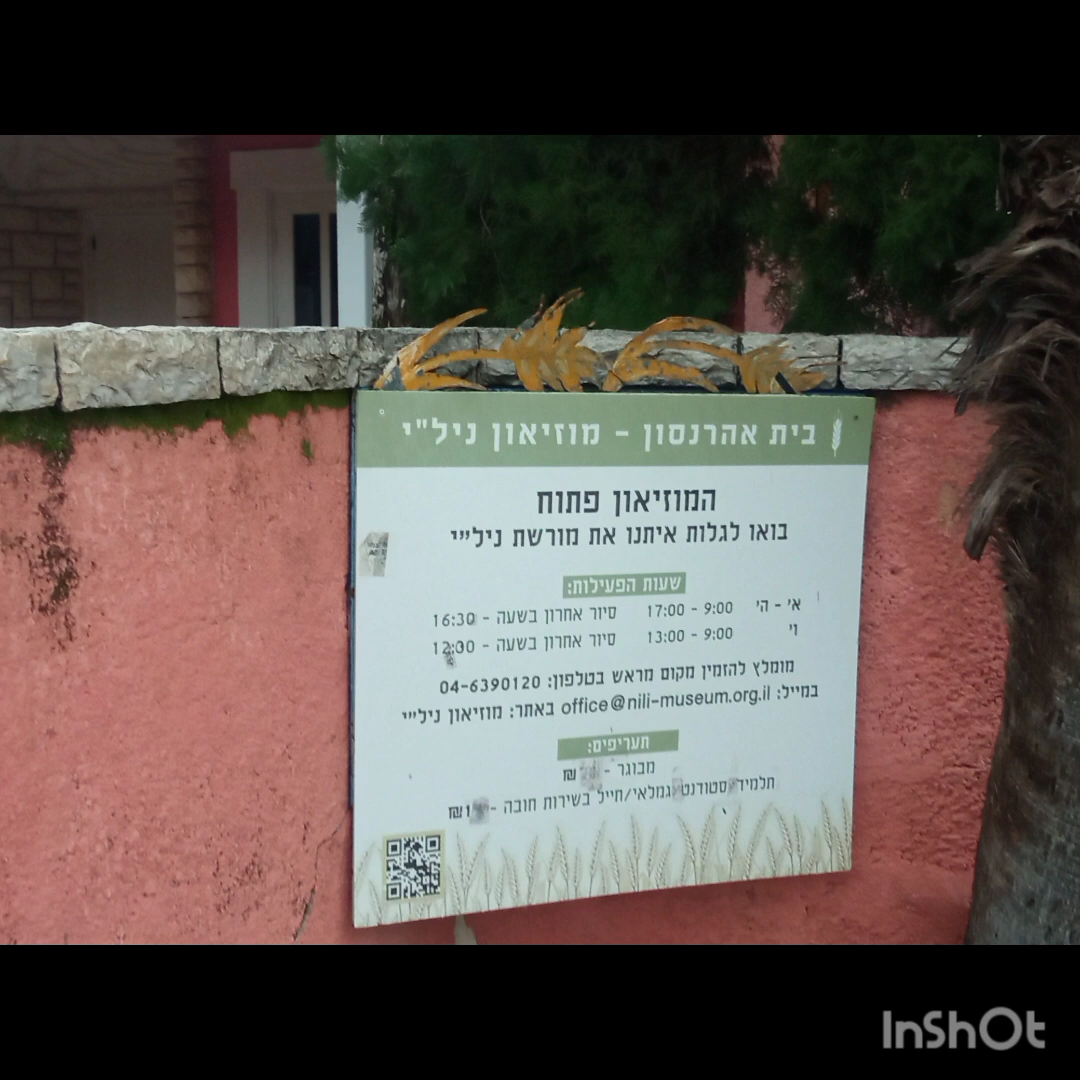 בית אהרנסון - מוזיאון ניל"י
המוזיאון פתוח
בואו לגלות איתנו את מורשת ניל״י
שעות הפעילות:
א' - ה' 9:00 - 17:00 סיור אחרון בשעה - 16:30
ו' 9:00 - 13:00 סיור אחרון בשעה - 12:00
מומלץ להזמין מקום מראש בטלפון: 04-6390120
במייל: office@nili-museum.org.il באתר: מוזיאון ניל״י
תעריפים:
מבוגר - ₪
תלמיד/סטודנט/גמלאי/חייל בשירות חובה - ₪
InShOt